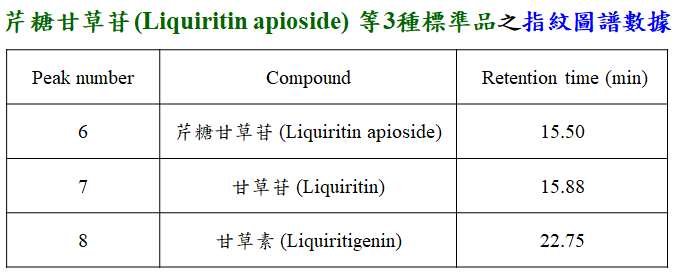 芹糖甘草苷(Liquiritin apioside) 等3種標準品之指紋圖譜數據
Peak number Compound Retention time (min)
6 芹糖甘草苷 (Liquiritin apioside) 15.50
7 甘草苷 (Liquiritin) 15.88
8 甘草素 (Liquiritigenin) 22.75